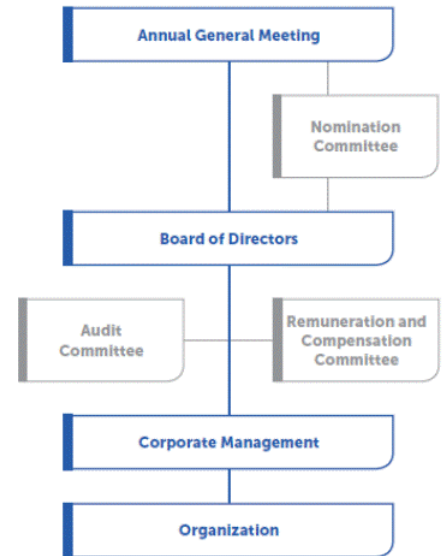 Annual General Meeting
Nomination
Committee
Board of Directors
Audit
Committee
Remuneration and
Compensation
Committee
Corporate Management
Organization